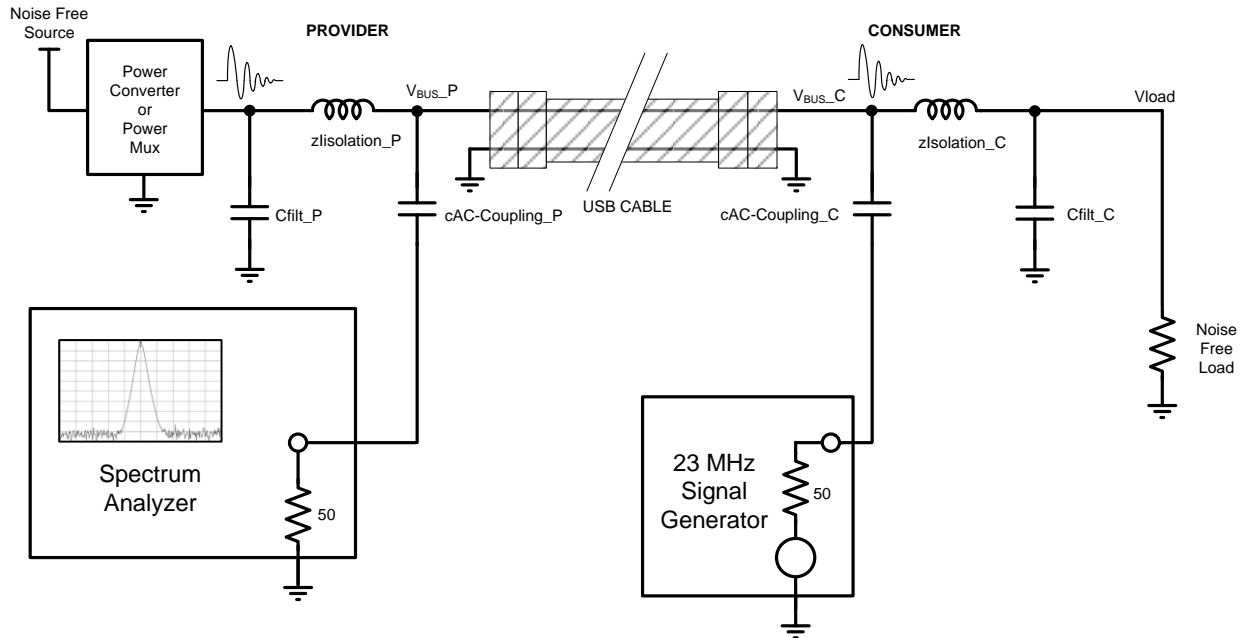 Noise Free
Source
PROVIDER
CONSUMER
Power
Converter
or
Power
Mux
VBUS_P
VBUS_C
Vload
zIisolation_P
zIsolation_C
Cfilt_P
cAC-Coupling_P
USB CABLE
cAC-Coupling_C
Cfilt_C
Noise
Free
Load
Spectrum
Analyzer
50
23 MHz
Signal
Generator
50